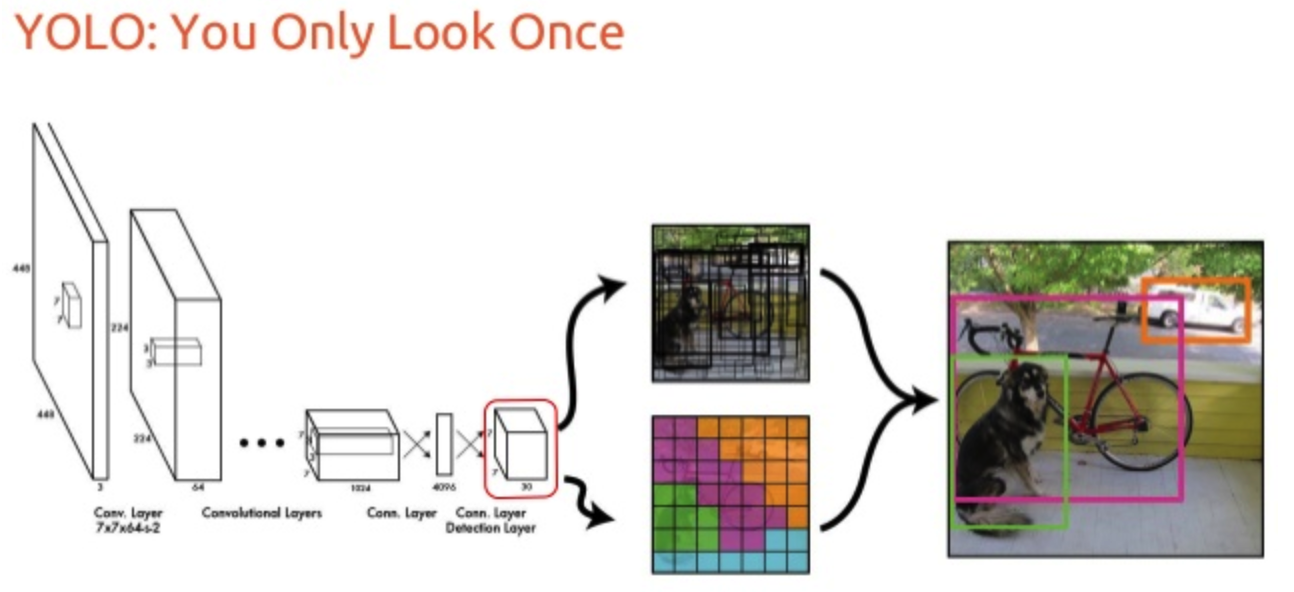 YOLO: You Only Look Once
448
7
7
448
3
224
3
3
224
64
7
3
7
1024
4096
7
7
30
Conv. Layer
7x7x64-s-2
Convolutional Layers
Conn. Layer
Conn. Layer
Detection Layer